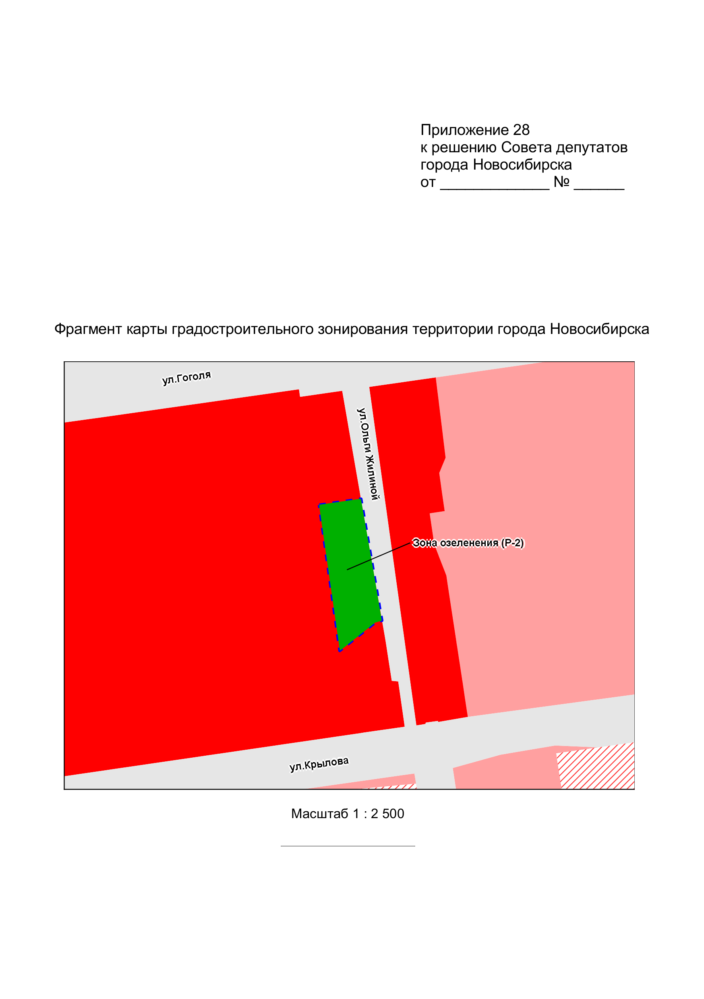 Приложение 28
к решению Совета депутатов
города Новосибирска
от _____________ № ______
Фрагмент карты градостроительного зонирования территории города Новосибирска
ул.Гоголя
ул.Ольги Жилиной
Зона озеленения (Р-2)
ул.Крылова
Масштаб 1 : 2 500